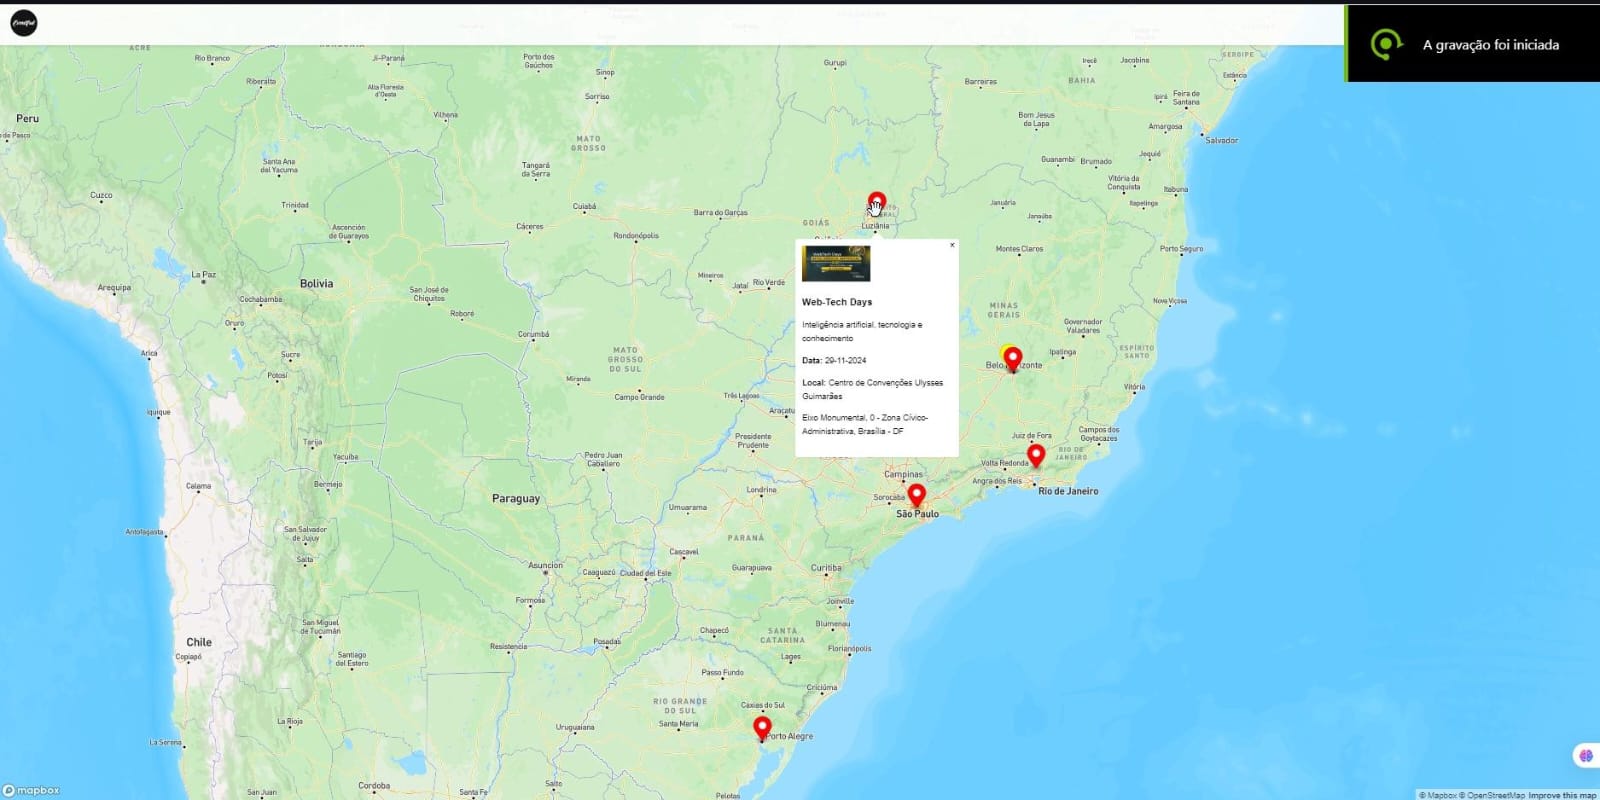 Eventful
A gravação foi iniciada
ACRE
Rio Branco
Riberalta
Ji-Paraná
Alta Floresta
d'Oeste
Vilhena
Porto dos
Gaúchos
Sinop
Sorriso
MATO
GROSSO
Tangará
da Serra
Gurupi
Barreiras
BAHIA
Irecê
Jacobina
SERGIPE
Estância
Ipirá
Feira de
Santana
Bom Jesus
da Lapa
Amargosa
Salvador
Jequié
Guanambi
Brumado
Vitória da
Conquista
Itabuna
Itapetinga
Januária
Janaúba
Montes Claros
Porto Seguro
Peru
Cuzco
Santa Ana
del Yacuma
Trinidad
Ascención
de Guarayos
La Paz
Arequipa
Cochabamba
Bolivia
San José de
Chiquitos
Oruro
Roboré
Arica
Sucre
Potosí
Iquique
Cuiabá
Cáceres
Rondonópolis
Barra do Garças
GOIÁS
Luziânia
Mineiros
Jataí
Rio Verde
Corumbá
MATO
GROSSO
DO SUL
Miranda
Campo Grande
Três Lagoas
Araçatu
Web-Tech Days
Inteligência artificial, tecnologia e
conhecimento
Data: 29-11-2024
Local: Centro de Convenções Ulysses
Guimarães
Eixo Monumental, 0 - Zona Cívico-
Administrativa, Brasília - DF
MINAS
GERAIS
Governador
Valadares
Nova Viçosa
Ipatinga
ESPÍRITO
SANTO
Vitória
Juiz de Fora
Campos dos
Goytacazes
RIO DE
JANEIRO
Volta Redonda
Angra dos Reis
Rio de Janeiro
Campinas
Sorocaba
São Paulo
Presidente
Prudente
Londrina
Umuarama
PARANÁ
Cascavel
Guarapuava
Curitiba
Joinville
Blumenau
SANTA
CATARINA
Florianópolis
Chapecó
Lages
Criciúma
Passo Fundo
RIO GRANDE
DO SUL
Caxias do Sul
Santa Maria
Porto Alegre
Pelotas
Tarija
Yacuiba
Bermejo
Pedro Juan
Caballero
Paraguay
Asuncion
Caaguazú
Ciudad del Este
Calama
Antofagasta
San Salvador
de Jujuy
Salta
Formosa
San Miguel
de Tucumán
Resistencia
Posadas
Chile
Copiapó
Santiago
del Estero
La Rioja
Uruguaiana
La Serena
San Juan
Cordoba
Santa Fe
Salto
mapbox
© Mapbox © OpenStreetMap Improve this map